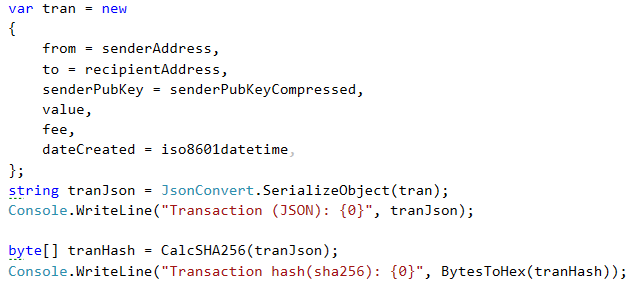 var tran = new
{
    from = senderAddress,
    to = recipientAddress,
    senderPubKey = senderPubKeyCompressed,
    value,
    fee,
    dateCreated = iso8601datetime,
};
string tranJson = JsonConvert.SerializeObject(tran);
Console.WriteLine("Transaction (JSON): {0}", tranJson);

byte[] tranHash = CalcSHA256(tranJson);
Console.WriteLine("Transaction hash(sha256): {0}", BytesToHex(tranHash));